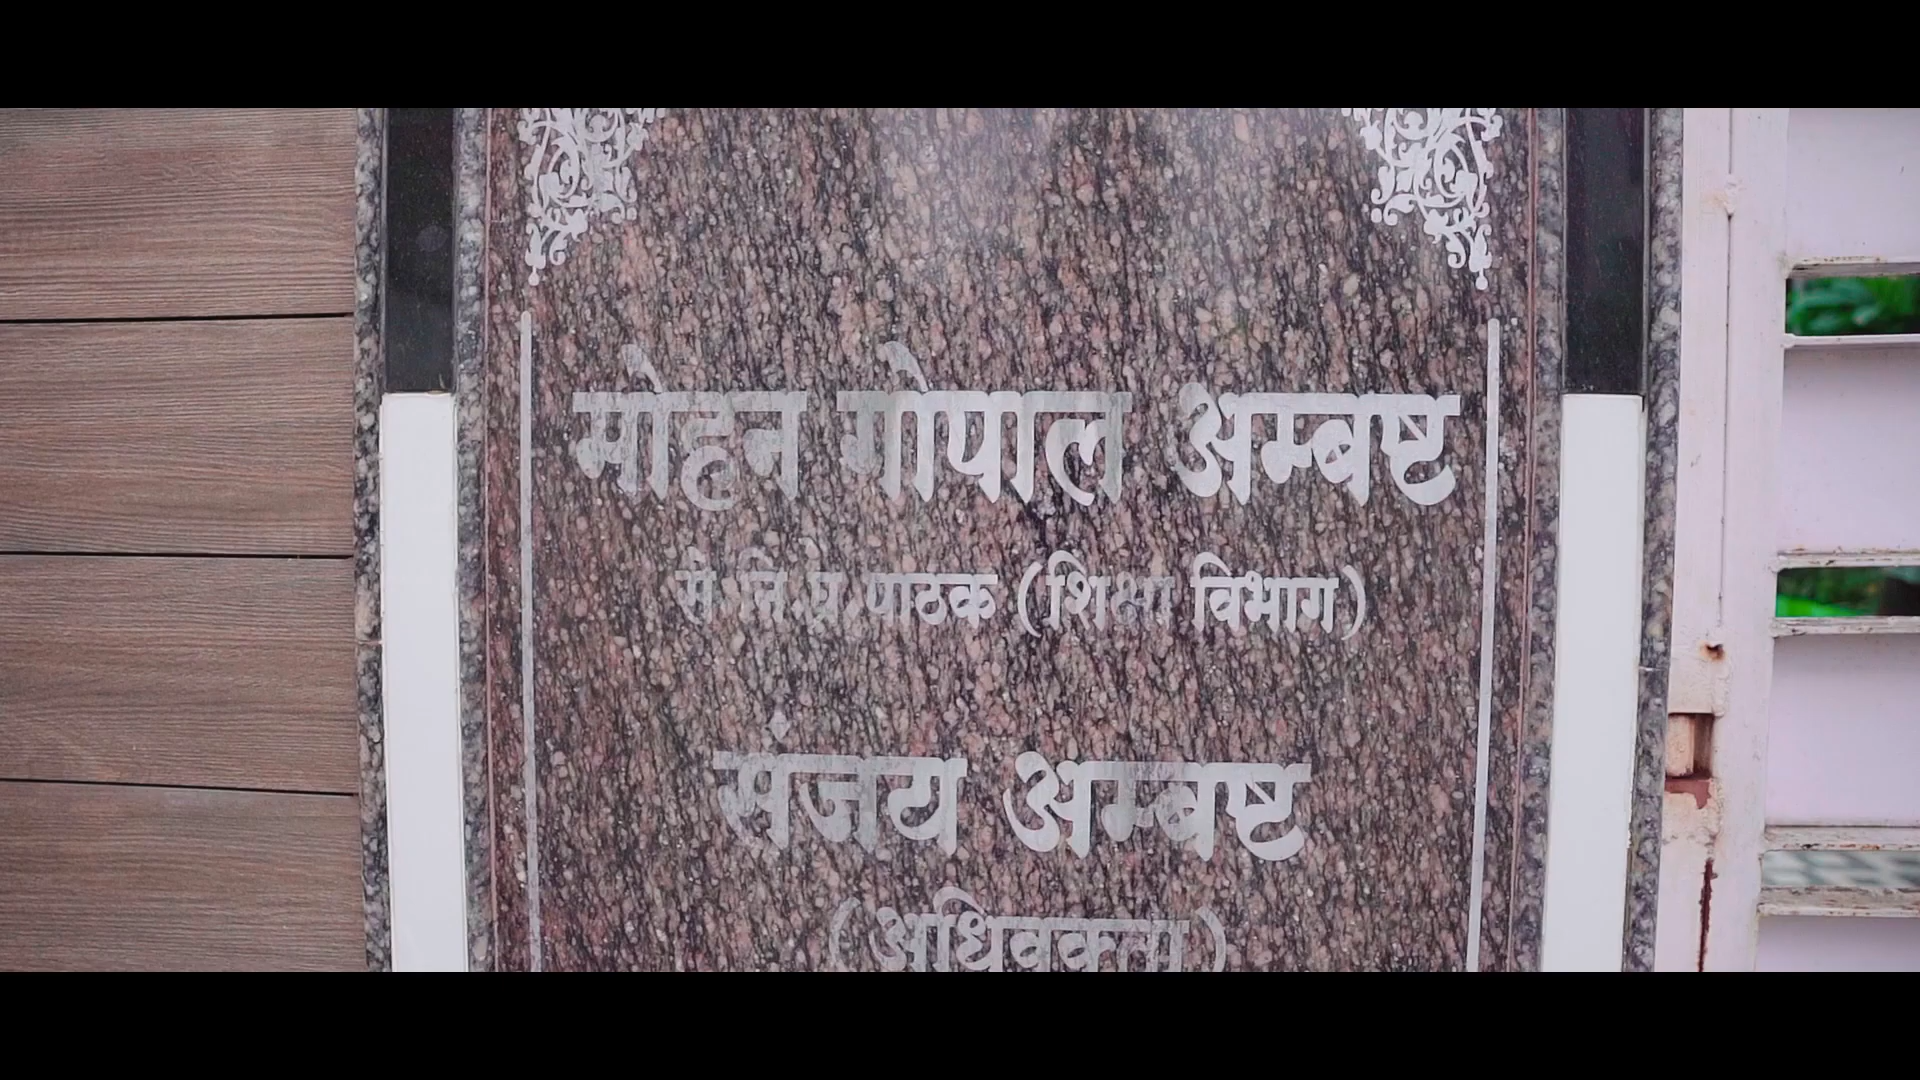 मोहन गोपाल अम्बष्ट
से.नि.प्र.पाठक (शिक्षा विभाग)
संजय अम्बष्ट
(अधिवक्ता)